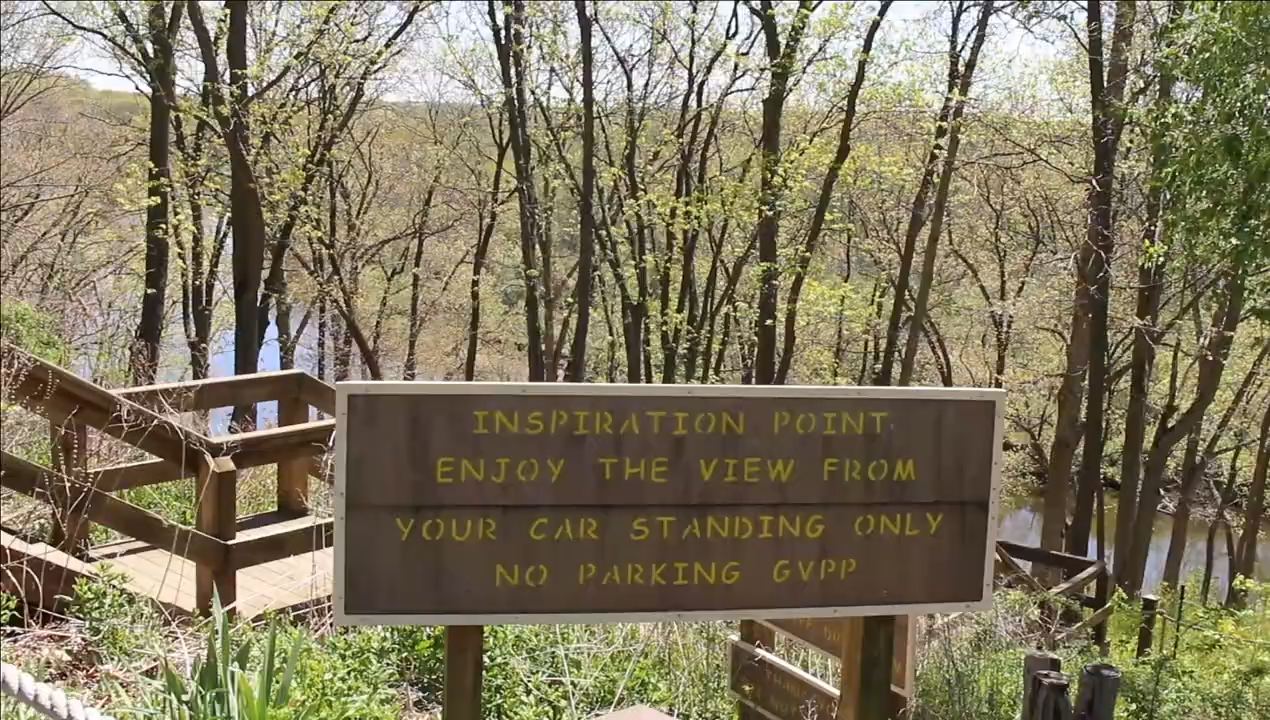 INSPIRATION POINT
ENJOY THE VIEW FROM
YOUR CAR STANDING ONLY
NO PARKING GVPP